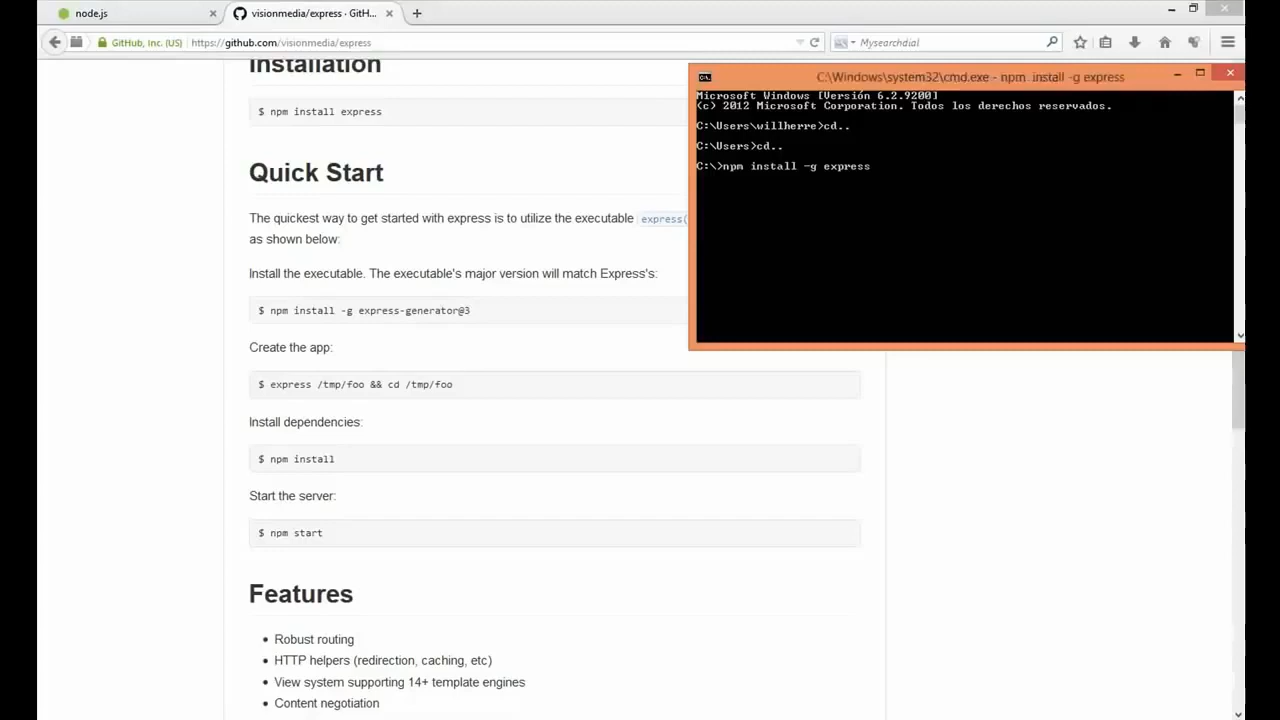 node.js
visionmedia/express · GitH...
GitHub, Inc. (US)
https://github.com/visionmedia/express
Mysearchdial
Installation
$ npm install express
Quick Start
The quickest way to get started with express is to utilize the executable express(
as shown below:
Install the executable. The executable's major version will match Express's:
$ npm install -g express-generator@3
Create the app:
$ express /tmp/foo && cd /tmp/foo
Install dependencies:
$ npm install
Start the server:
$ npm start
Features
Robust routing
HTTP helpers (redirection, caching, etc)
View system supporting 14+ template engines
Content negotiation
C:\Windows\system32\cmd.exe - npm install -g express
Microsoft Windows [Versión 6.2.9200]
(c) 2012 Microsoft Corporation. Todos los derechos reservados.
C:\Users\willherre>cd..
C:\Users>cd..
C:\>npm install -g express